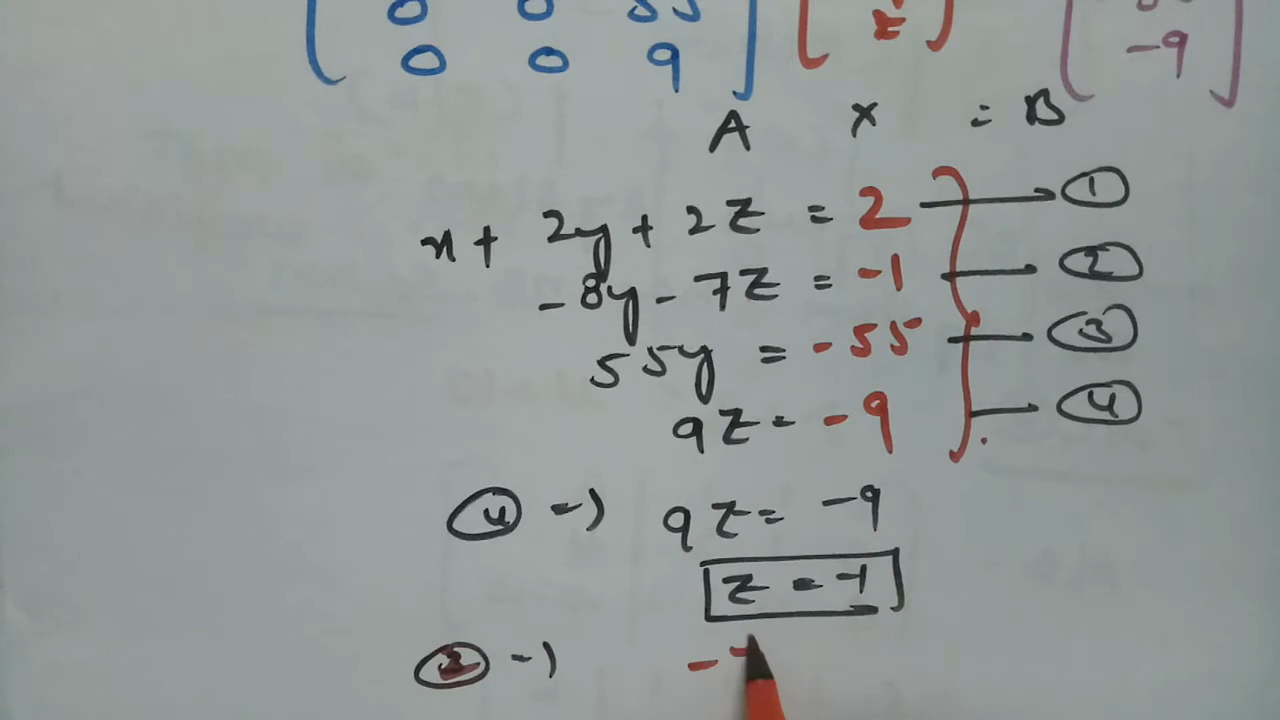 0 0 55 z
0 0 9 -9
A X = B
x + 2y + 2z = 2 ①
-8y - 7z = -1 ②
55y = -55 ③
9z = -9 ④
④ =) 9z = -9
z = -1
② =) -